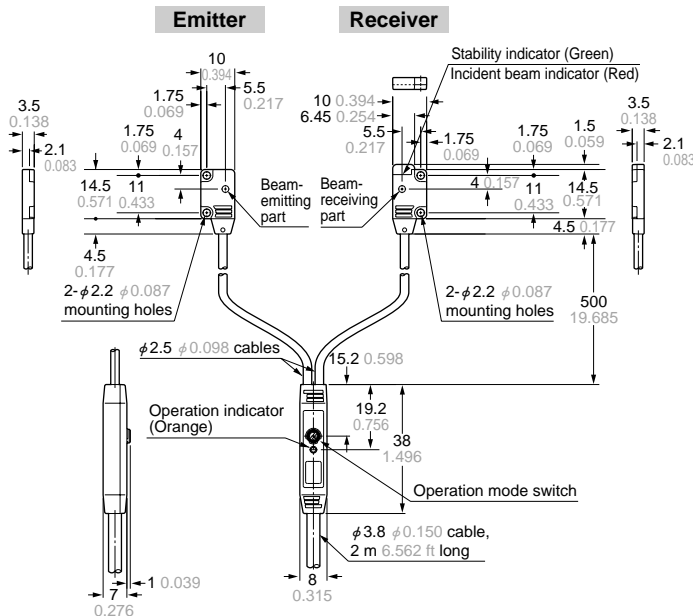 Emitter
Receiver
Stability indicator (Green)
Incident beam indicator (Red)
10
0.394
5.5
0.217
1.75
0.069
4
0.157
3.5
0.138
2.1
0.083
1.75
0.069
14.5
0.571
11
0.433
4.5
0.177
Beam-
emitting
part
Beam-
receiving
part
10 0.394
6.45 0.254
5.5
0.217
1.75
0.069
1.75
0.069
1.5
0.059
3.5
0.138
2.1
0.083
4 0.157
11
0.433
14.5
0.571
4.5 0.177
2-φ2.2 φ0.087
mounting holes
2-φ2.2 φ0.087
mounting holes
500
19.685
φ2.5 φ0.098 cables
15.2 0.598
Operation indicator
(Orange)
19.2
0.756
38
1.496
Operation mode switch
φ3.8 φ0.150 cable,
2 m 6.562 ft long
1 0.039
7
0.276
8
0.315